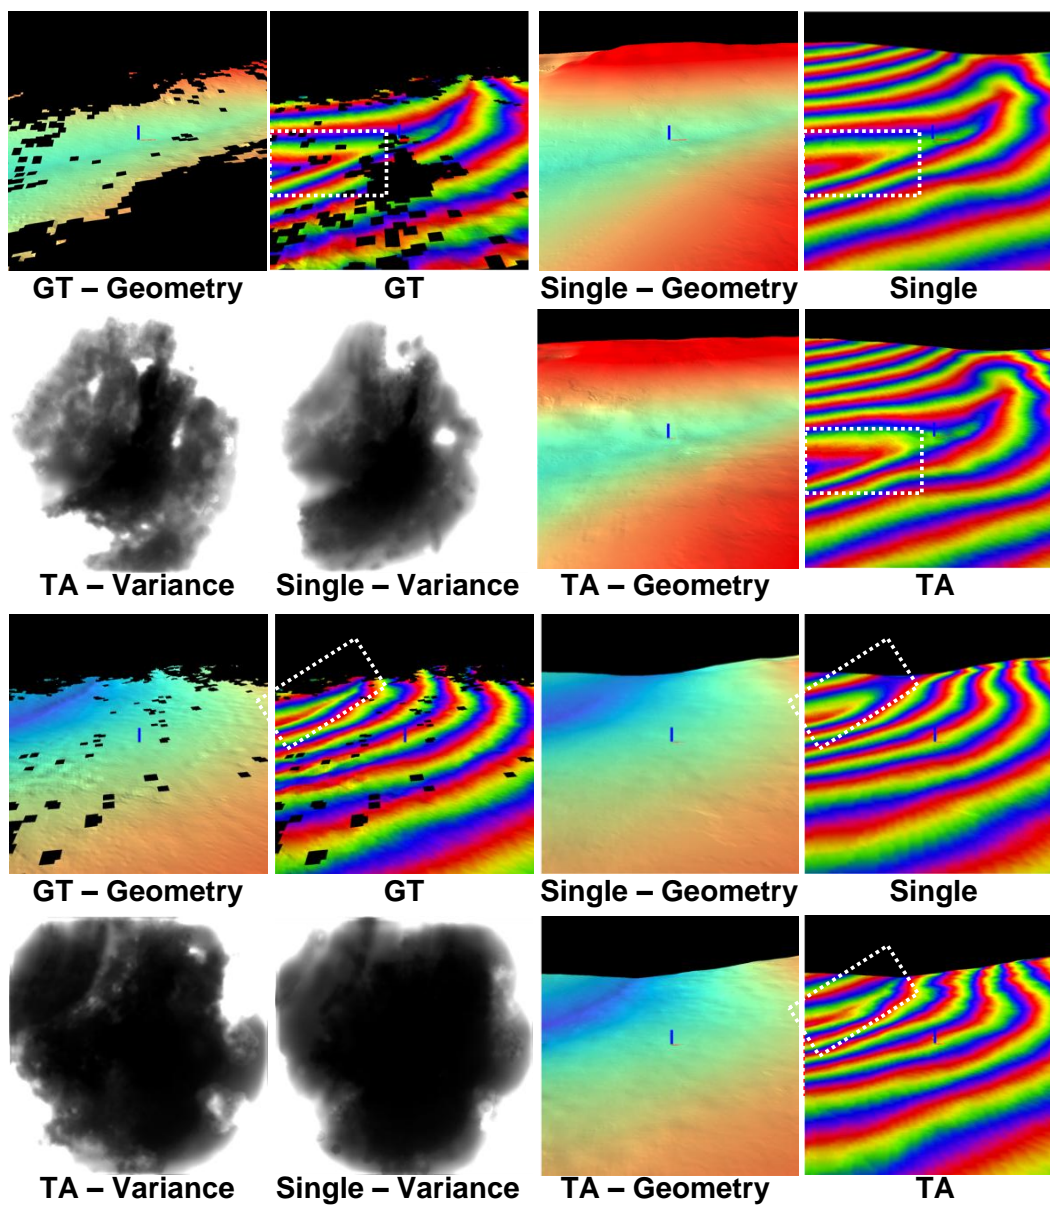 GT – Geometry GT Single – Geometry Single
TA – Variance Single – Variance TA – Geometry TA
GT – Geometry GT Single – Geometry Single
TA – Variance Single – Variance TA – Geometry TA